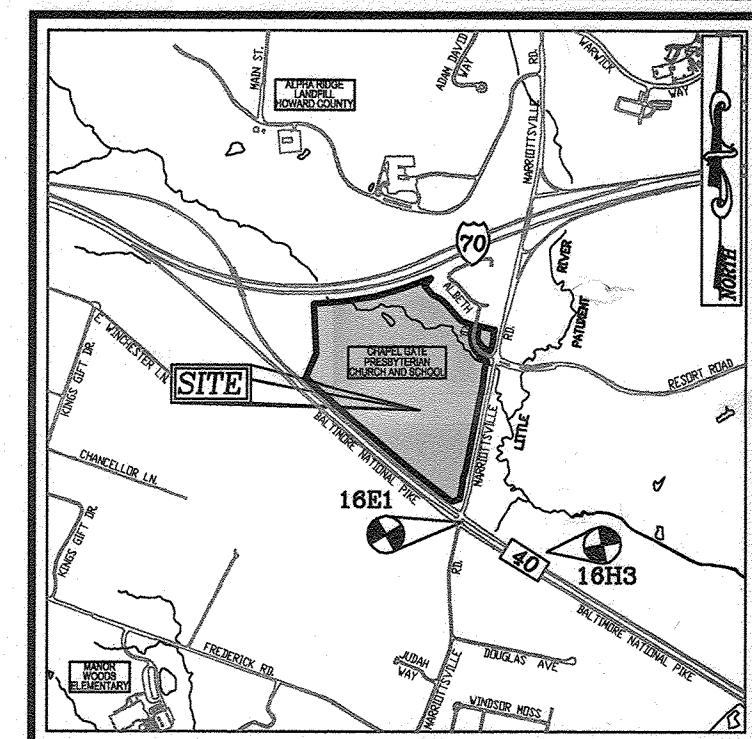 MAIN ST.
ALPHA RIDGE
LANDFILL
HOWARD COUNTY
ADAM DAVID
WAY
RD.
MARRIOTTSVILLE
WARWICK
WAY
NORTH
70
ALBETH
RD.
RIVER
PATUXENT
LITTLE
RESORT ROAD
E. WINCHESTER LN.
KINGS GIFT DR.
SITE
CHAPEL GATE
PRESBYTERIAN
CHURCH AND SCHOOL
BALTIMORE NATIONAL PIKE
MARRIOTTSVILLE
CHANCELLOR LN.
KINGS GIFT DR.
16E1
40
16H3
BALTIMORE NATIONAL PIKE
RD.
FREDERICK RD.
MANOR
WOODS
ELEMENTARY
JUDAH
WAY
DOUGLAS AVE
MARRIOTTSVILLE
WINDSOR MOSS